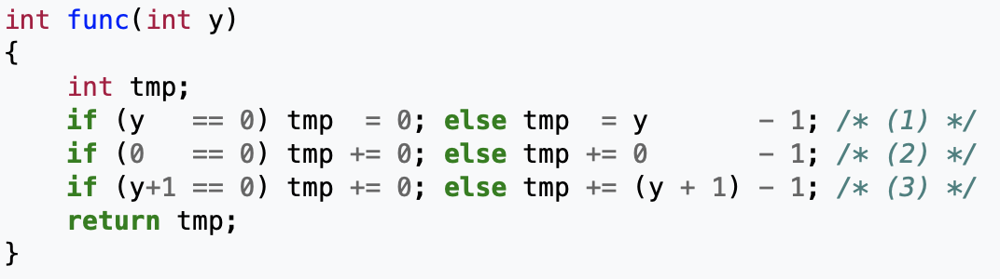 int func(int y)
{
    int tmp;
    if (y   == 0) tmp  = 0; else tmp  = y       - 1; /* (1) */
    if (0   == 0) tmp += 0; else tmp += 0       - 1; /* (2) */
    if (y+1 == 0) tmp += 0; else tmp += (y + 1) - 1; /* (3) */
    return tmp;
}